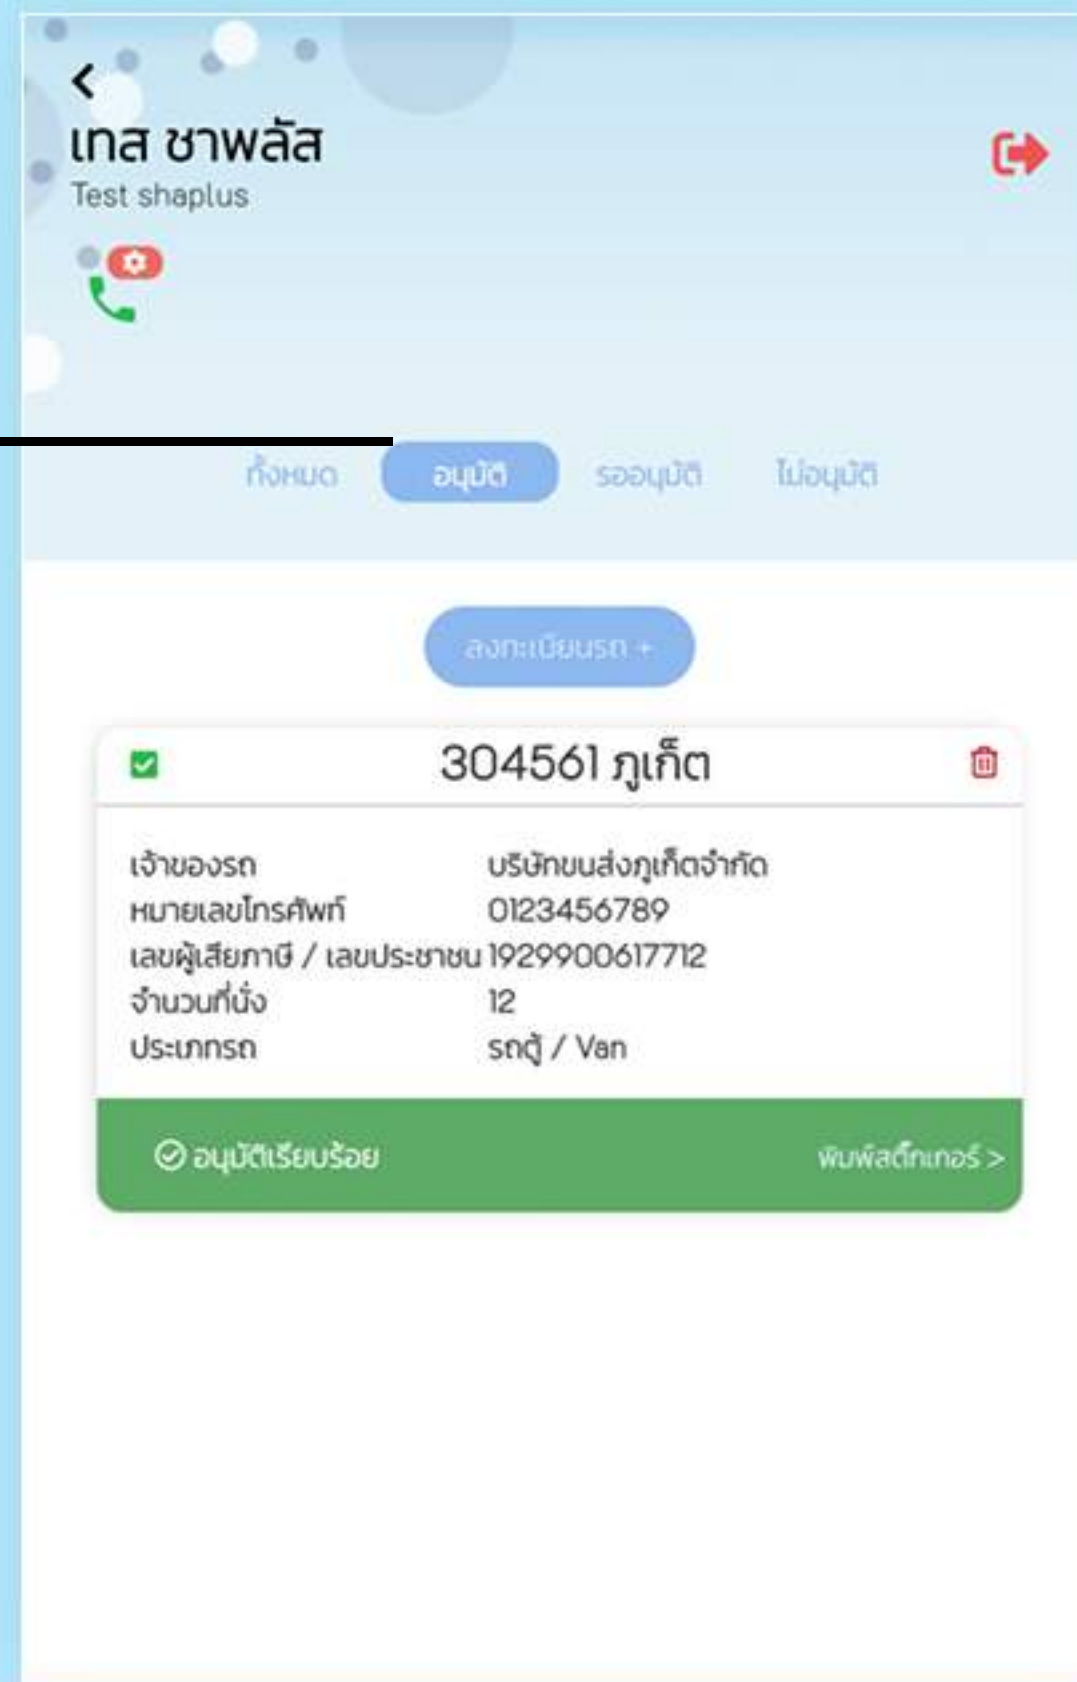 เทส ชาพลัส
Test shaplus
ทั้งหมด อนุมัติ รออนุมัติ ไม่อนุมัติ
ลงทะเบียนรถ +
304561 ภูเก็ต
เจ้าของรถ บริษัทขนส่งภูเก็ตจำกัด
หมายเลขโทรศัพท์ 0123456789
เลขผู้เสียภาษี / เลขประชาชน 1929900617712
จำนวนที่นั่ง 12
ประเภทรถ รถตู้ / Van
อนุมัติเรียบร้อย พิมพ์สติ๊กเกอร์ >